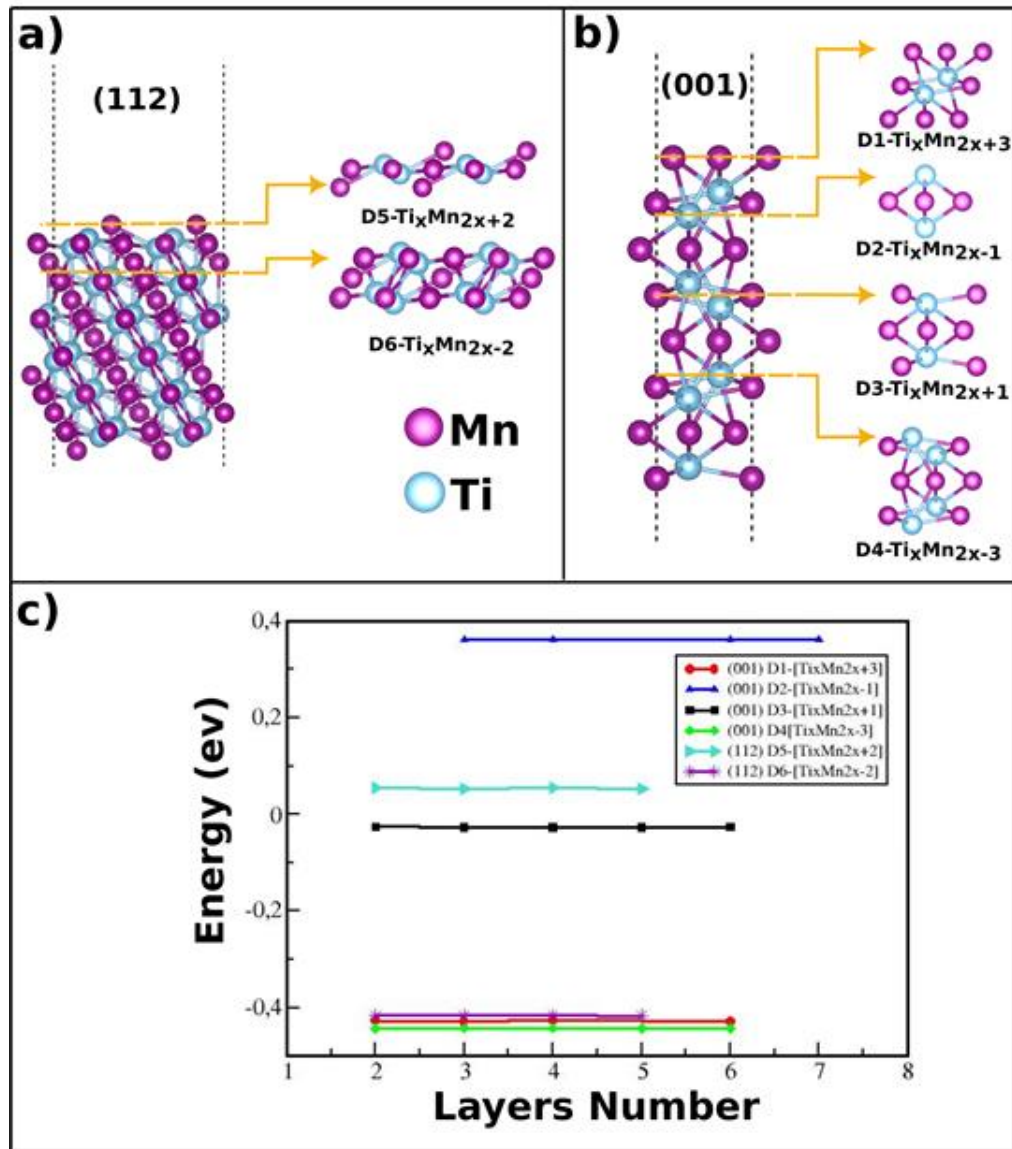 a)
(112)
D5-TixMn2x+2
D6-TixMn2x-2
Mn
Ti
b)
(001)
D1-TixMn2x+3
D2-TixMn2x-1
D3-TixMn2x+1
D4-TixMn2x-3
c)
0,4
0,2
0
-0,2
-0,4
Energy (ev)
(001) D1-[TixMn2x+3]
(001) D2-[TixMn2x-1]
(001) D3-[TixMn2x+1]
(001) D4[TixMn2x-3]
(112) D5-[TixMn2x+2]
(112) D6-[TixMn2x-2]
1 2 3 4 5 6 7 8
Layers Number